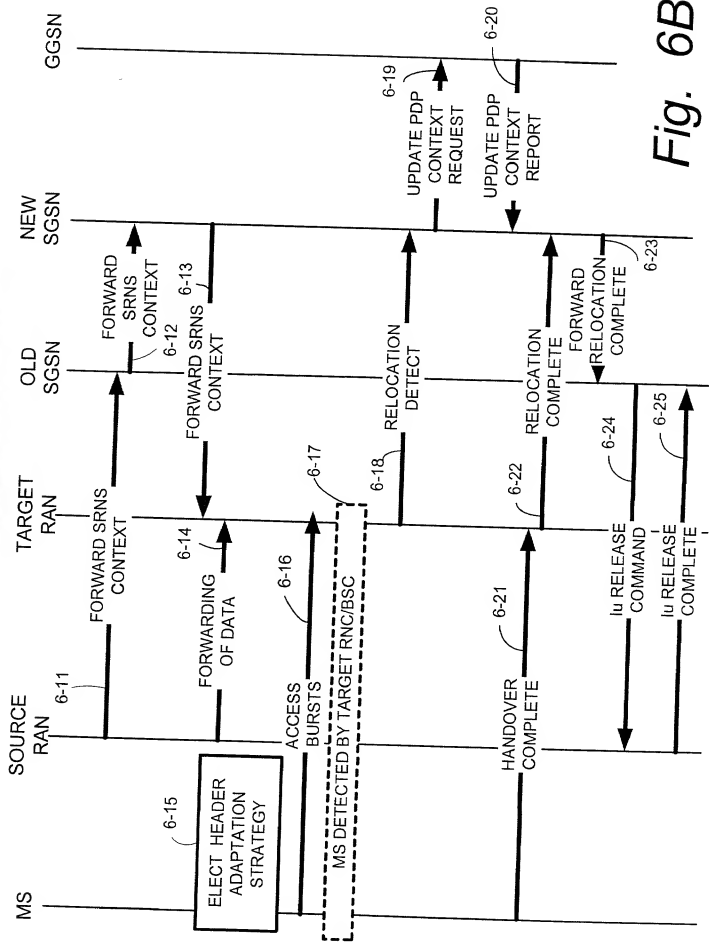 MS
SOURCE
RAN
TARGET
RAN
OLD
SGSN
NEW
SGSN
GGSN
6-11
FORWARD SRNS
CONTEXT
6-12
FORWARD
SRNS
CONTEXT
6-13
FORWARD SRNS
CONTEXT
6-14
FORWARDING
OF DATA
6-15
ELECT HEADER
ADAPTATION
STRATEGY
6-16
ACCESS
BURSTS
6-17
MS DETECTED BY TARGET RNC/BSC
6-18
RELOCATION
DETECT
6-19
UPDATE PDP
CONTEXT
REQUEST
6-20
UPDATE PDP
CONTEXT
REPORT
6-21
HANDOVER
COMPLETE
6-22
RELOCATION
COMPLETE
6-23
FORWARD
RELOCATION
COMPLETE
6-24
Iu RELEASE
COMMAND
6-25
Iu RELEASE
COMPLETE
Fig. 6B